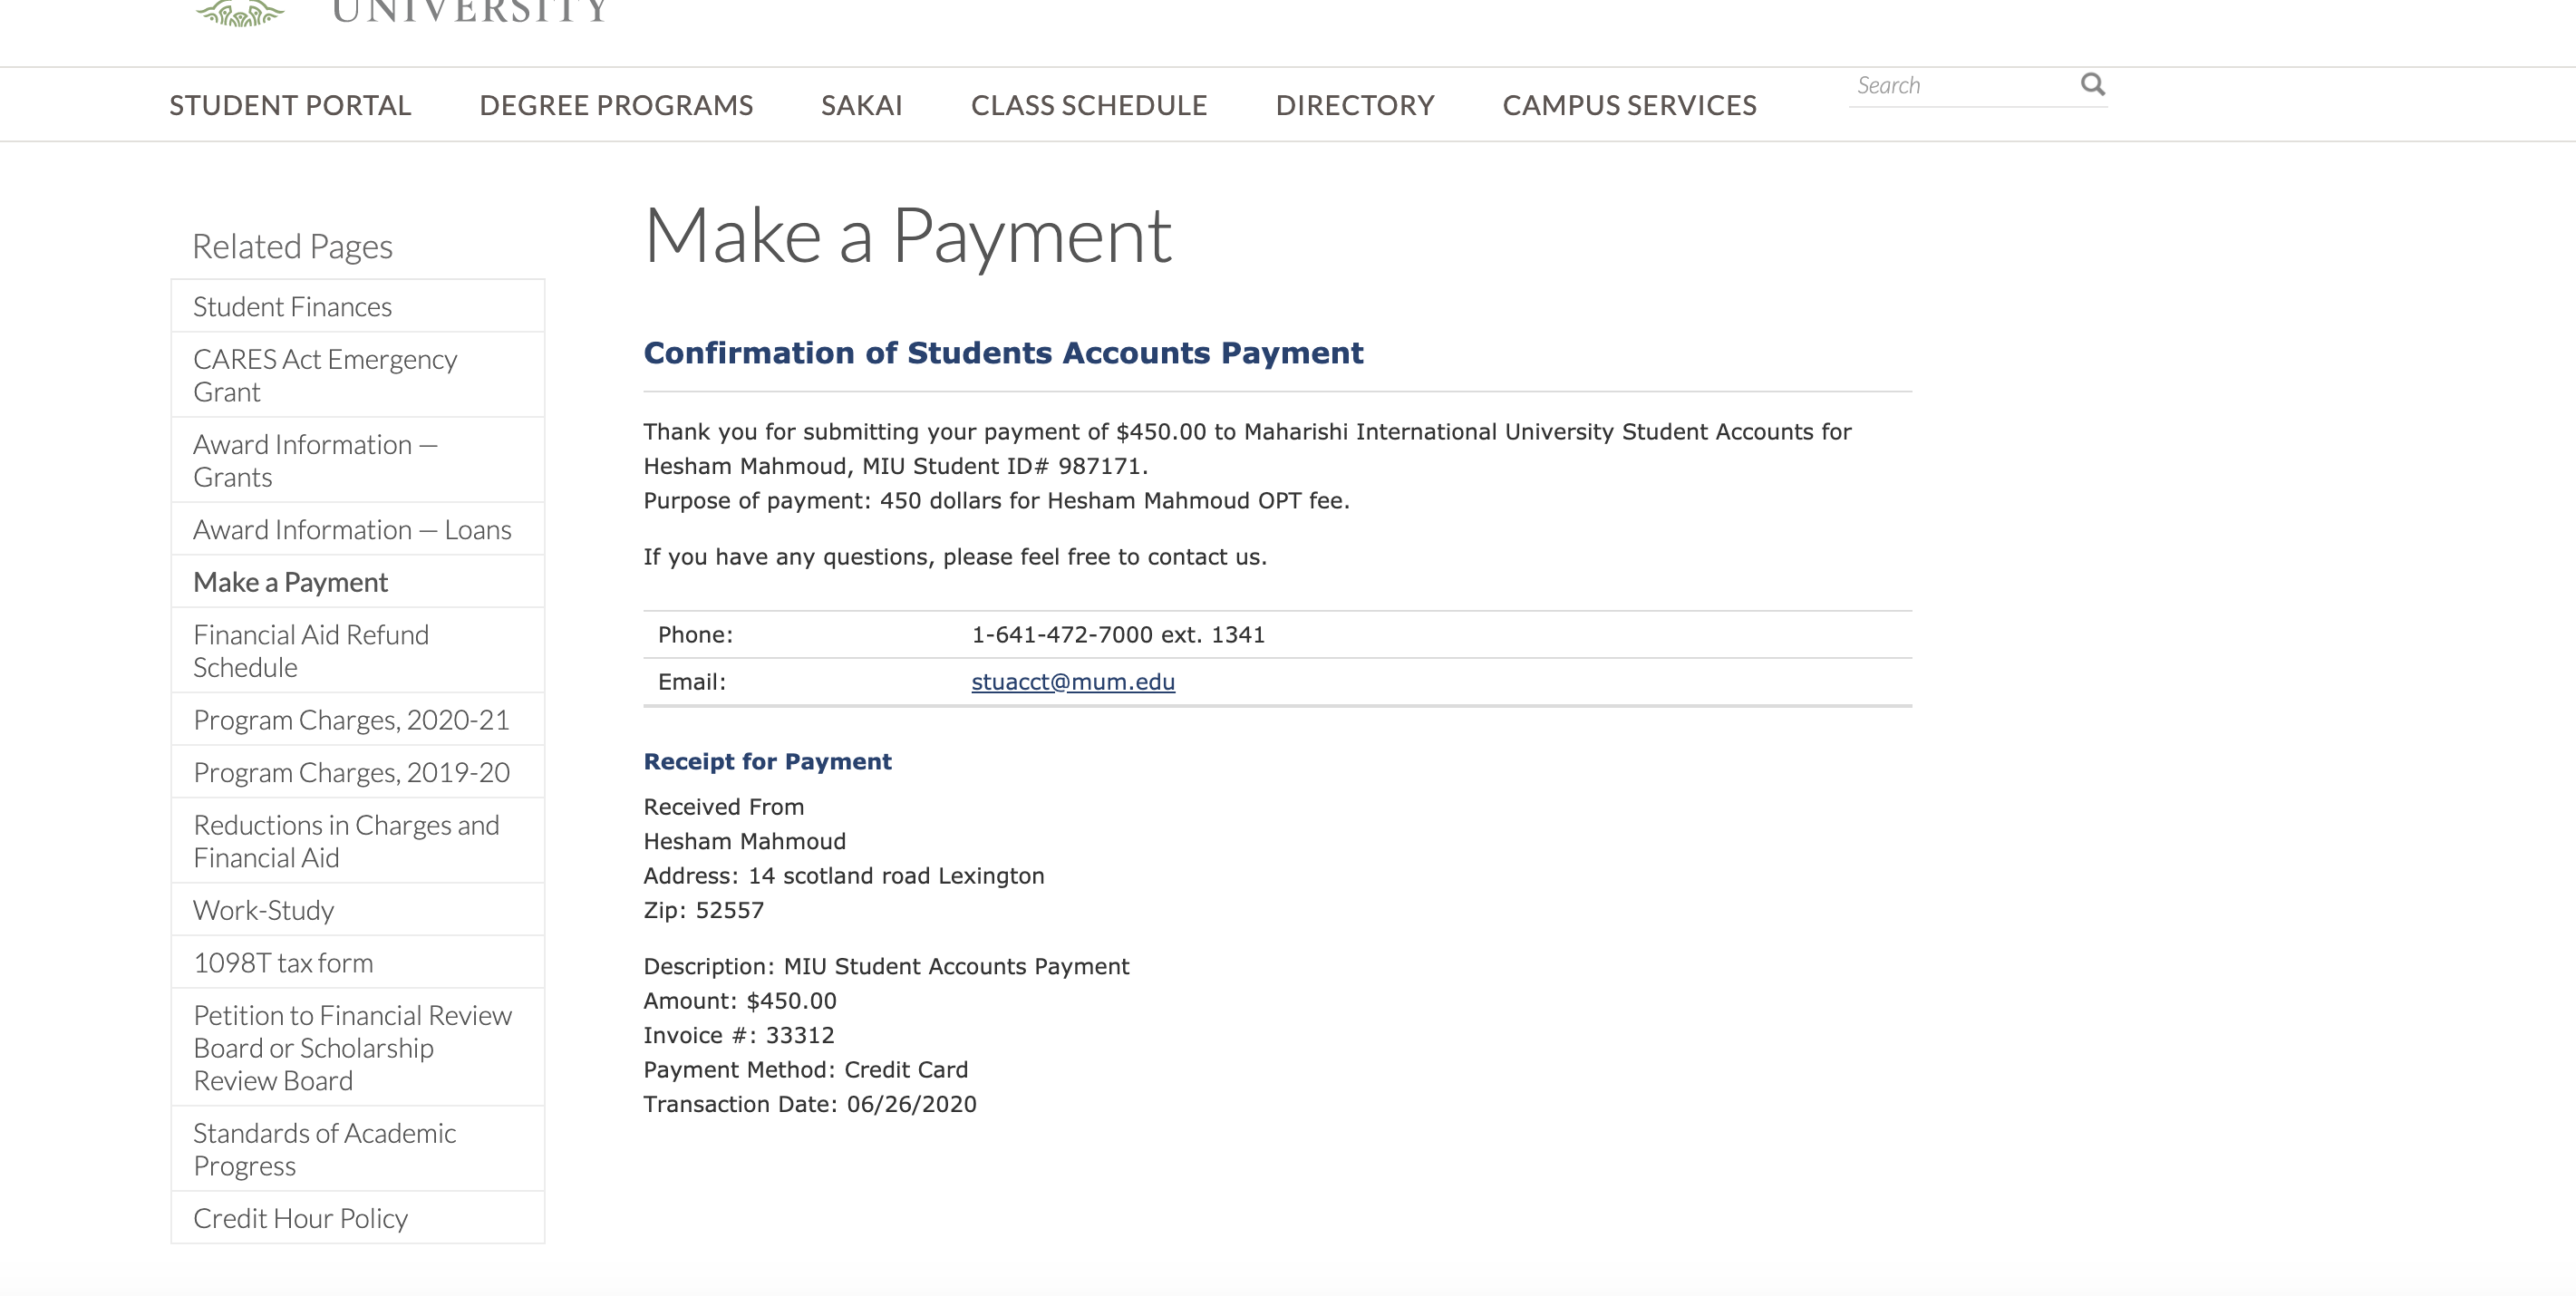 UNIVERSITY
STUDENT PORTAL DEGREE PROGRAMS SAKAI CLASS SCHEDULE DIRECTORY CAMPUS SERVICES Search
Related Pages
Student Finances
CARES Act Emergency
Grant
Award Information —
Grants
Award Information — Loans
Make a Payment
Financial Aid Refund
Schedule
Program Charges, 2020-21
Program Charges, 2019-20
Reductions in Charges and
Financial Aid
Work-Study
1098T tax form
Petition to Financial Review
Board or Scholarship
Review Board
Standards of Academic
Progress
Credit Hour Policy
Make a Payment
Confirmation of Students Accounts Payment
Thank you for submitting your payment of $450.00 to Maharishi International University Student Accounts for
Hesham Mahmoud, MIU Student ID# 987171.
Purpose of payment: 450 dollars for Hesham Mahmoud OPT fee.
If you have any questions, please feel free to contact us.
Phone: 1-641-472-7000 ext. 1341
Email: stuacct@mum.edu
Receipt for Payment
Received From
Hesham Mahmoud
Address: 14 scotland road Lexington
Zip: 52557
Description: MIU Student Accounts Payment
Amount: $450.00
Invoice #: 33312
Payment Method: Credit Card
Transaction Date: 06/26/2020